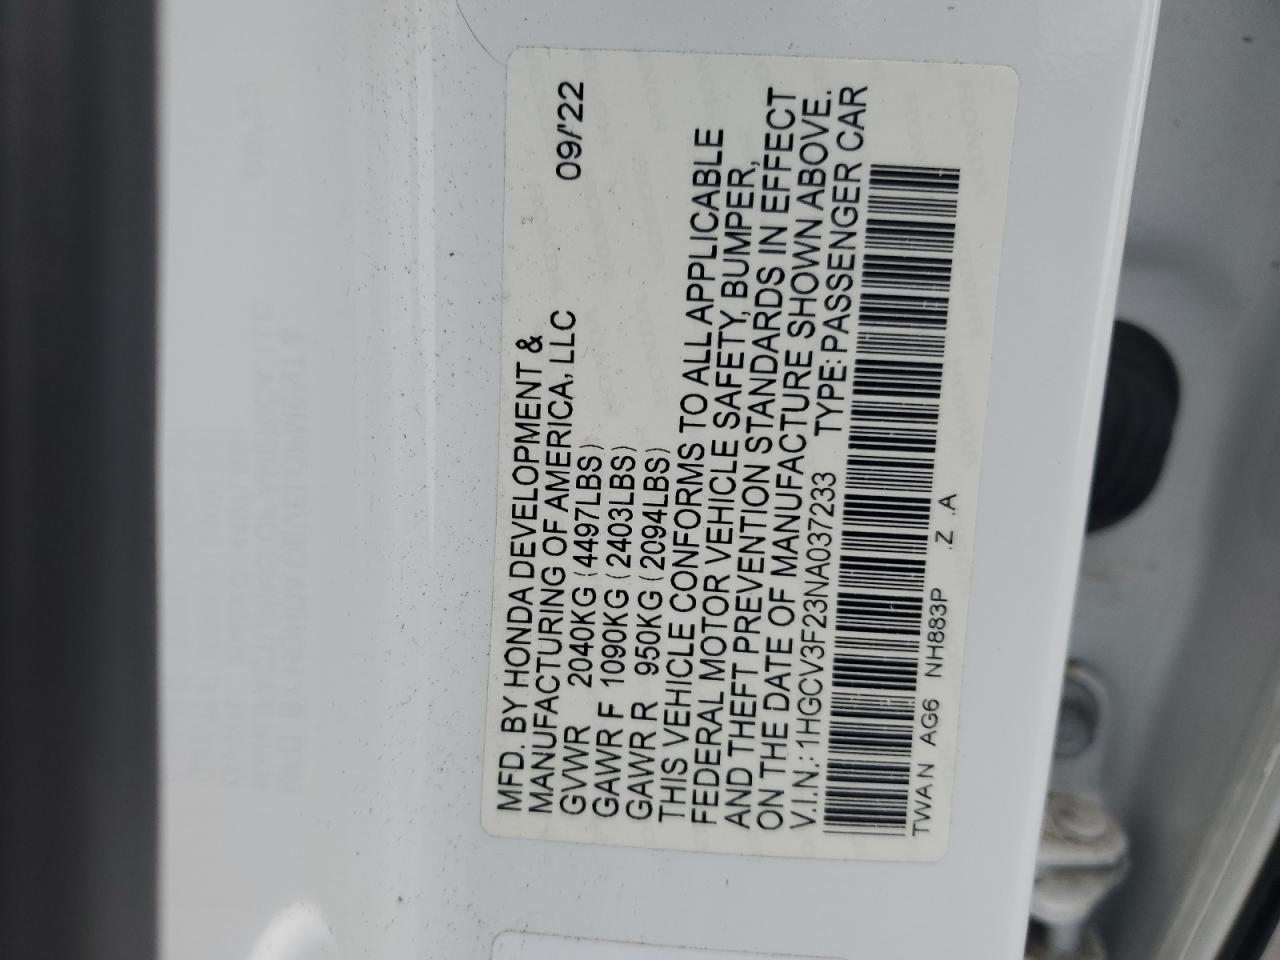 MFD. BY HONDA DEVELOPMENT &
MANUFACTURING OF AMERICA, LLC 09/'22
GVWR 2040KG (4497LBS)
GAWR F 1090KG (2403LBS)
GAWR R 950KG (2094LBS)
THIS VEHICLE CONFORMS TO ALL APPLICABLE
FEDERAL MOTOR VEHICLE SAFETY, BUMPER,
AND THEFT PREVENTION STANDARDS IN EFFECT
ON THE DATE OF MANUFACTURE SHOWN ABOVE.
V.I.N.: 1HGCV3F23NA037233 TYPE: PASSENGER CAR
TWAN AG6 NH883P .Z .A